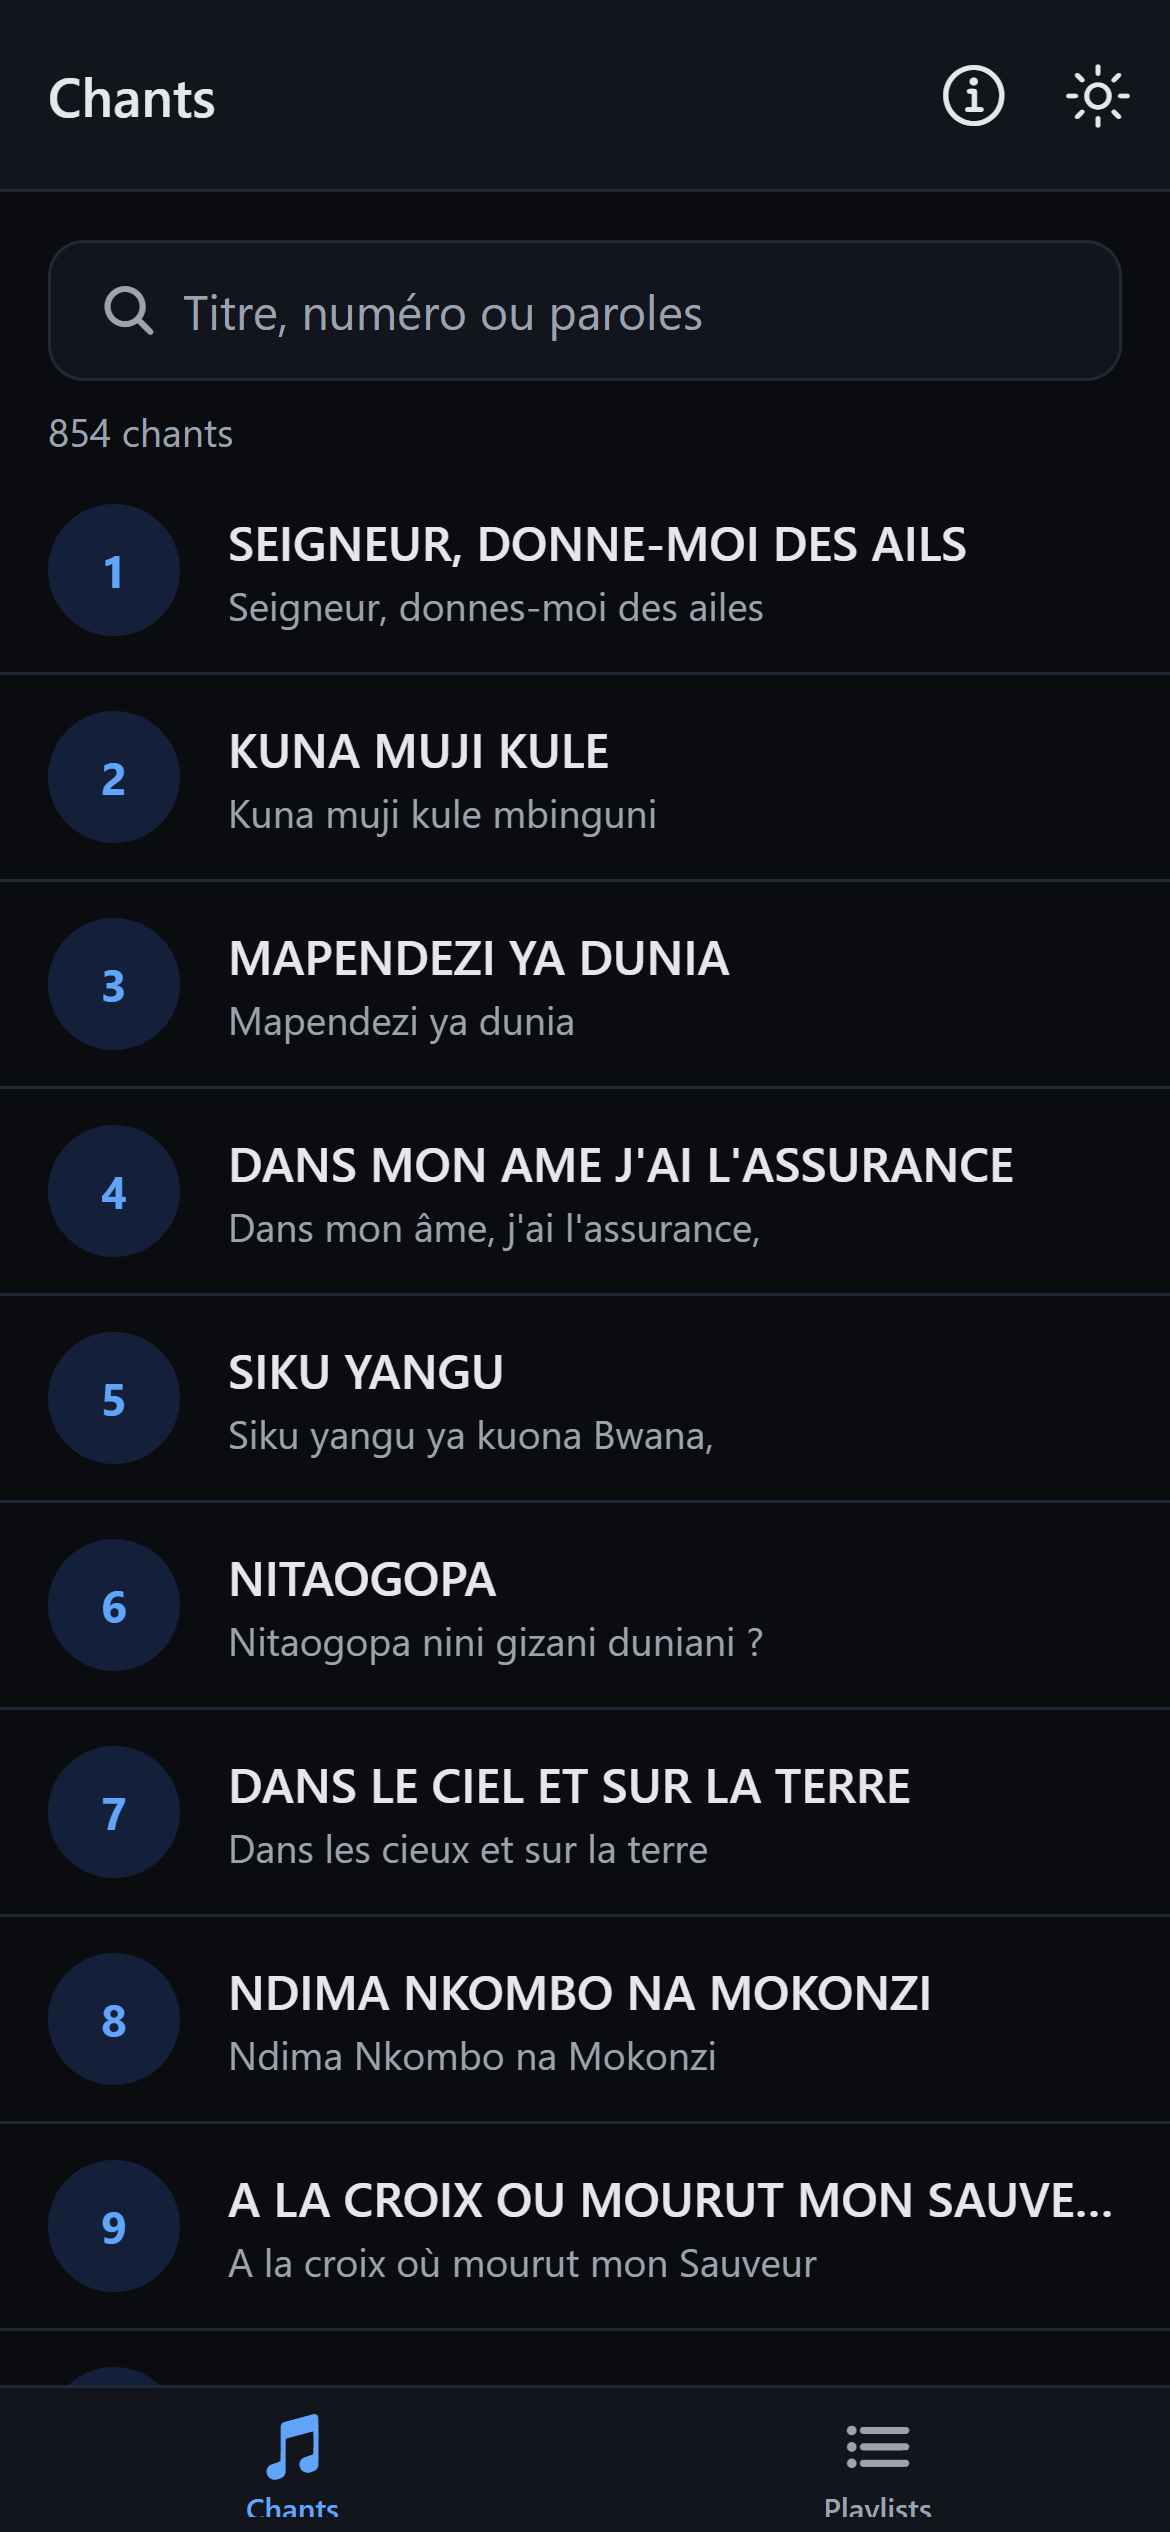 Chants
Titre, numéro ou paroles
854 chants
1
SEIGNEUR, DONNE-MOI DES AILS
Seigneur, donnes-moi des ailes
2
KUNA MUJI KULE
Kuna muji kule mbinguni
3
MAPENDEZI YA DUNIA
Mapendezi ya dunia
4
DANS MON AME J'AI L'ASSURANCE
Dans mon âme, j'ai l'assurance,
5
SIKU YANGU
Siku yangu ya kuona Bwana,
6
NITAOGOPA
Nitaogopa nini gizani duniani ?
7
DANS LE CIEL ET SUR LA TERRE
Dans les cieux et sur la terre
8
NDIMA NKOMBO NA MOKONZI
Ndima Nkombo na Mokonzi
9
A LA CROIX OU MOURUT MON SAUVE...
A la croix où mourut mon Sauveur
Chants
Playlists